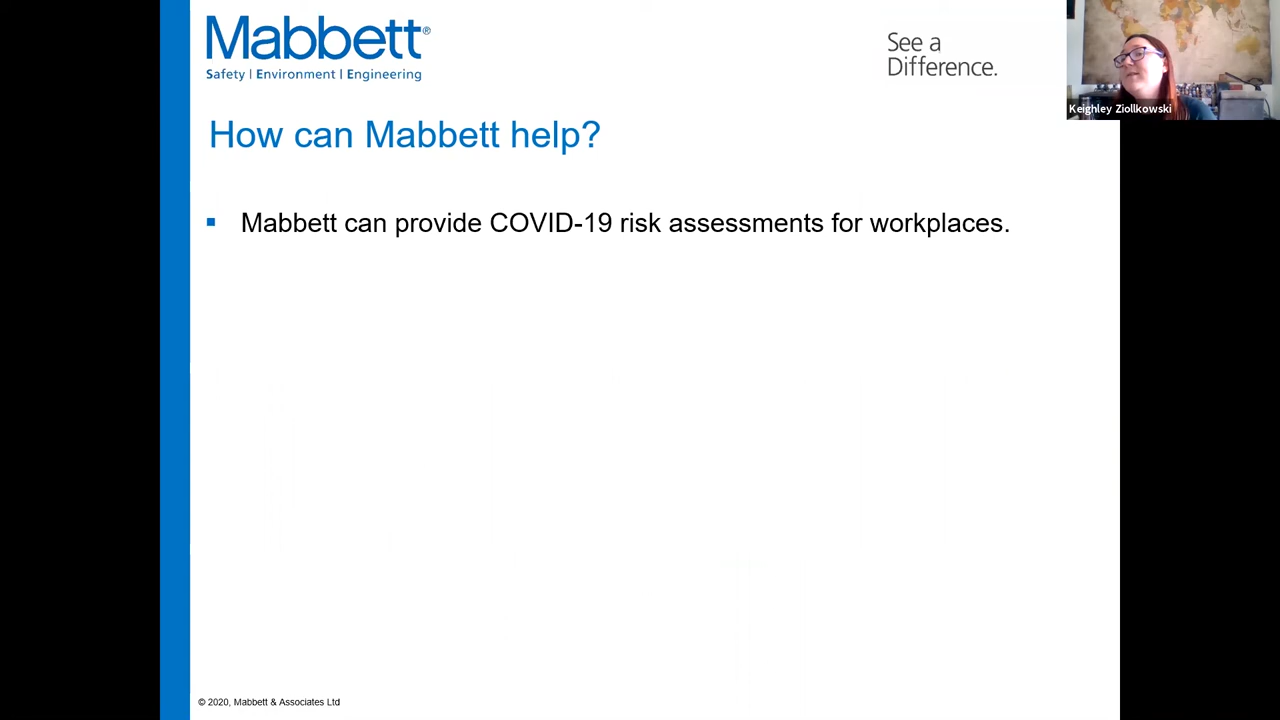 Mabbett®
Safety | Environment | Engineering
See a
Difference.
Keighley Ziollkowski
How can Mabbett help?
▪ Mabbett can provide COVID-19 risk assessments for workplaces.
© 2020, Mabbett & Associates Ltd